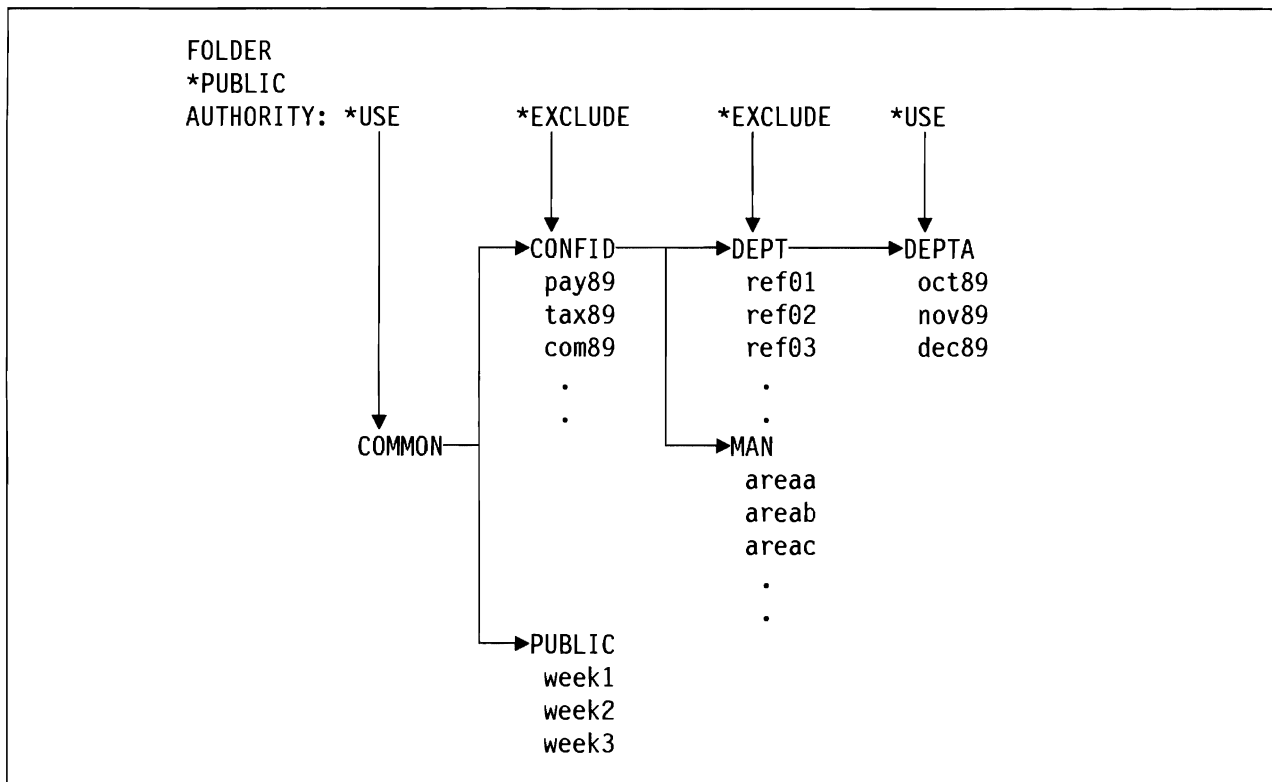 FOLDER
*PUBLIC
AUTHORITY: *USE *EXCLUDE *EXCLUDE *USE
CONFID DEPT DEPTA
pay89 ref01 oct89
tax89 ref02 nov89
com89 ref03 dec89
. .
. .
COMMON MAN
areaa
areab
areac
.
.
PUBLIC
week1
week2
week3